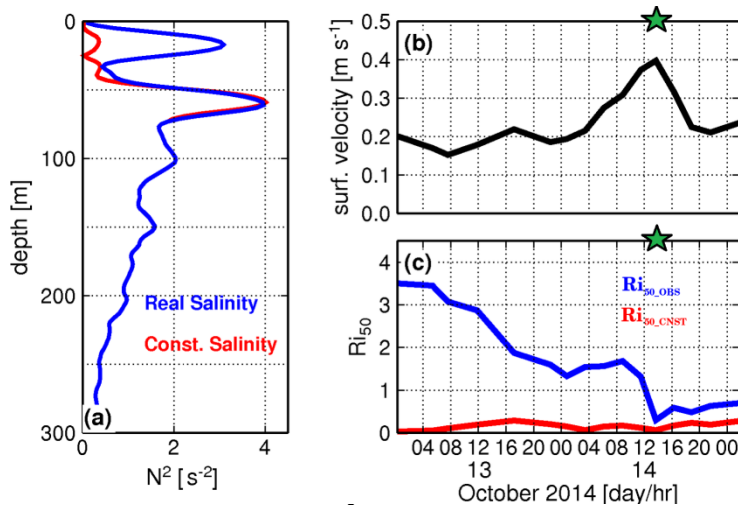 0
100
200
300
depth [m]
0
2
4
N² [s⁻²]
Real Salinity
Const. Salinity
(a)
(b)
0.5
0.4
0.3
0.2
0.1
0.0
surf. velocity [m s⁻¹]
(c)
Ri50_OBS
Ri50_CNST
4
3
2
1
0
Ri₅₀
04 08 12 16 20 00 04 08 12 16 20 00
13 14
October 2014 [day/hr]